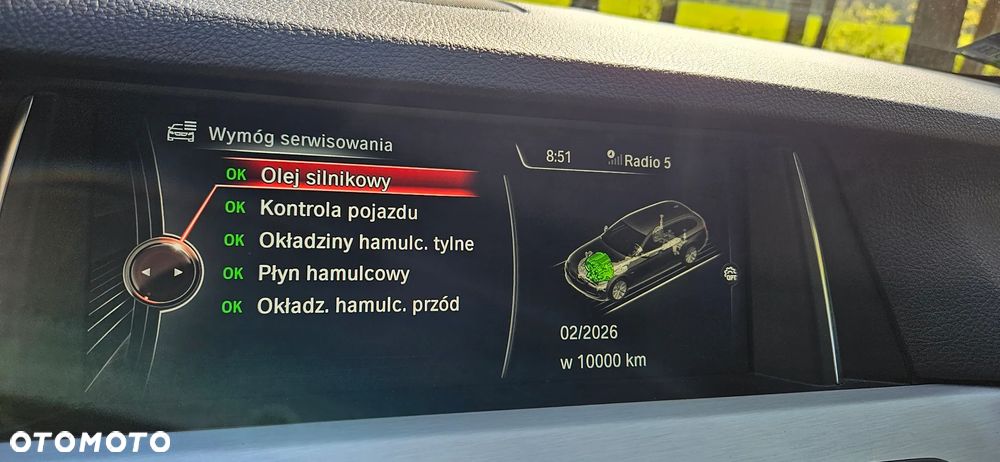 Wymóg serwisowania
OK Olej silnikowy
OK Kontrola pojazdu
OK Okładziny hamulc. tylne
OK Płyn hamulcowy
OK Okładz. hamulc. przód
8:51 Radio 5
02/2026
w 10000 km
OTOMOTO